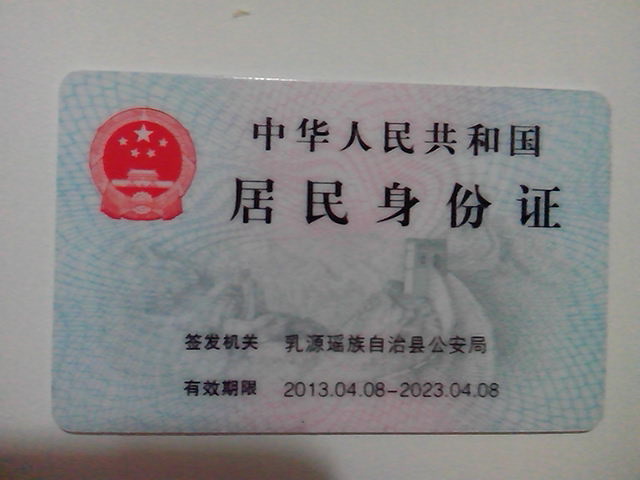 中华人民共和国
居民身份证
签发机关 乳源瑶族自治县公安局
有效期限 2013.04.08-2023.04.08